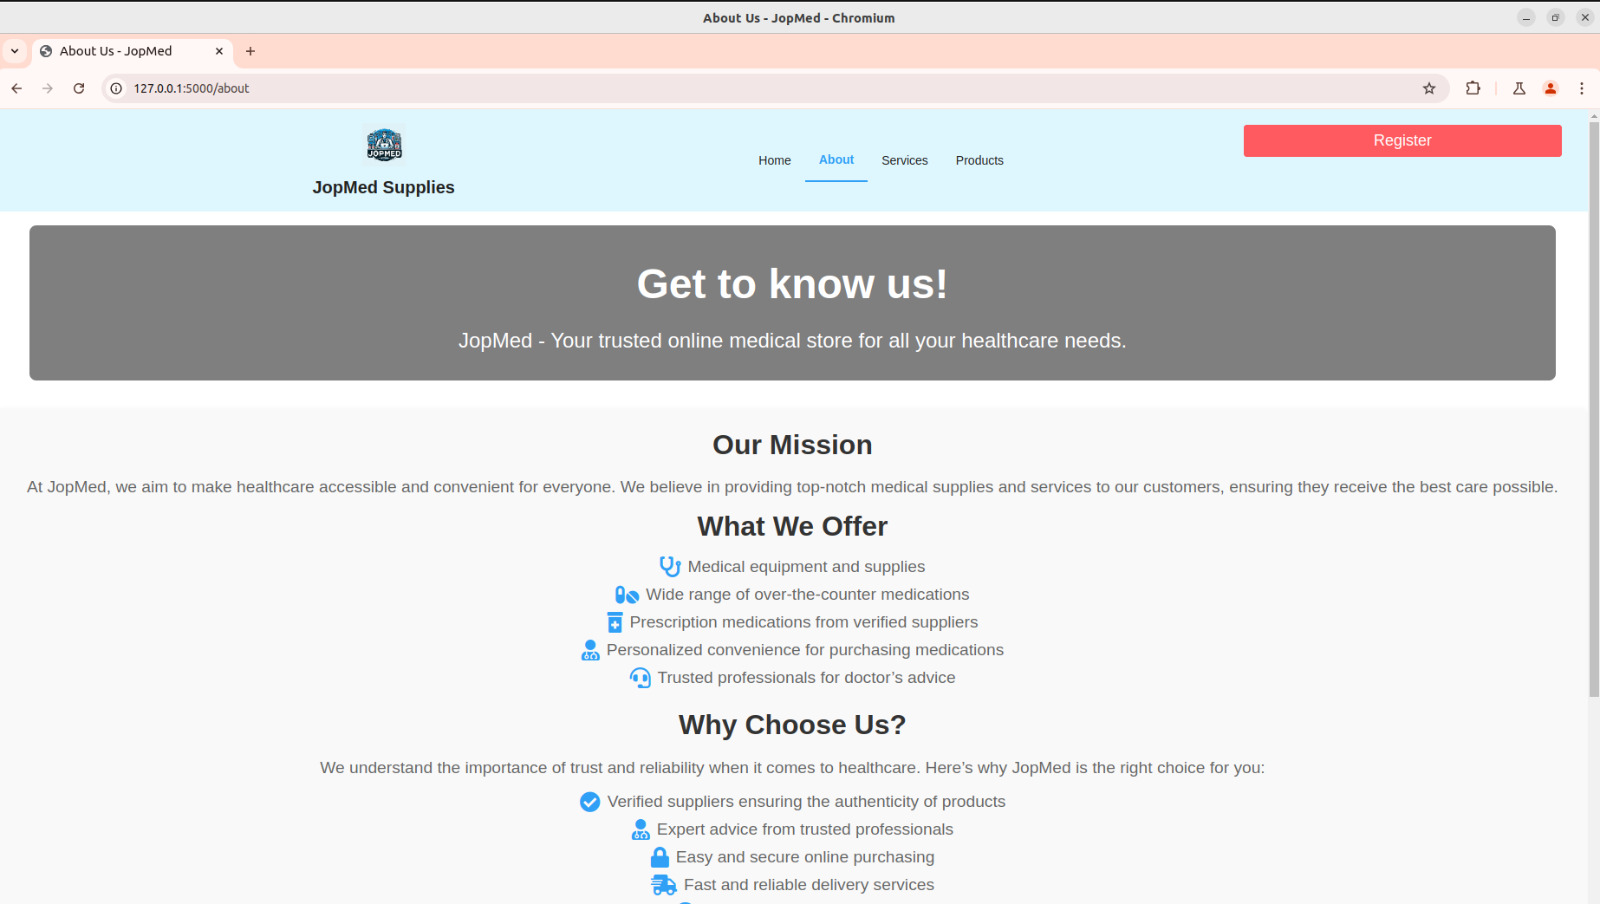 About Us - JopMed - Chromium
About Us - JopMed
127.0.0.1:5000/about
JOPMED
JopMed Supplies
Home
About
Services
Products
Register
Get to know us!
JopMed - Your trusted online medical store for all your healthcare needs.
Our Mission
At JopMed, we aim to make healthcare accessible and convenient for everyone. We believe in providing top-notch medical supplies and services to our customers, ensuring they receive the best care possible.
What We Offer
Medical equipment and supplies
Wide range of over-the-counter medications
Prescription medications from verified suppliers
Personalized convenience for purchasing medications
Trusted professionals for doctor’s advice
Why Choose Us?
We understand the importance of trust and reliability when it comes to healthcare. Here’s why JopMed is the right choice for you:
Verified suppliers ensuring the authenticity of products
Expert advice from trusted professionals
Easy and secure online purchasing
Fast and reliable delivery services